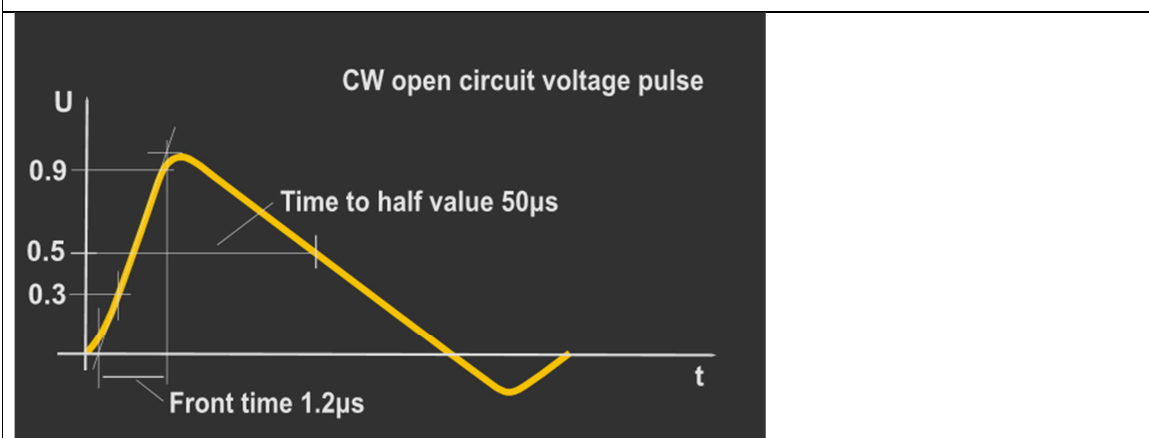 CW open circuit voltage pulse
U
0.9
Time to half value 50µs
0.5
0.3
t
Front time 1.2µs